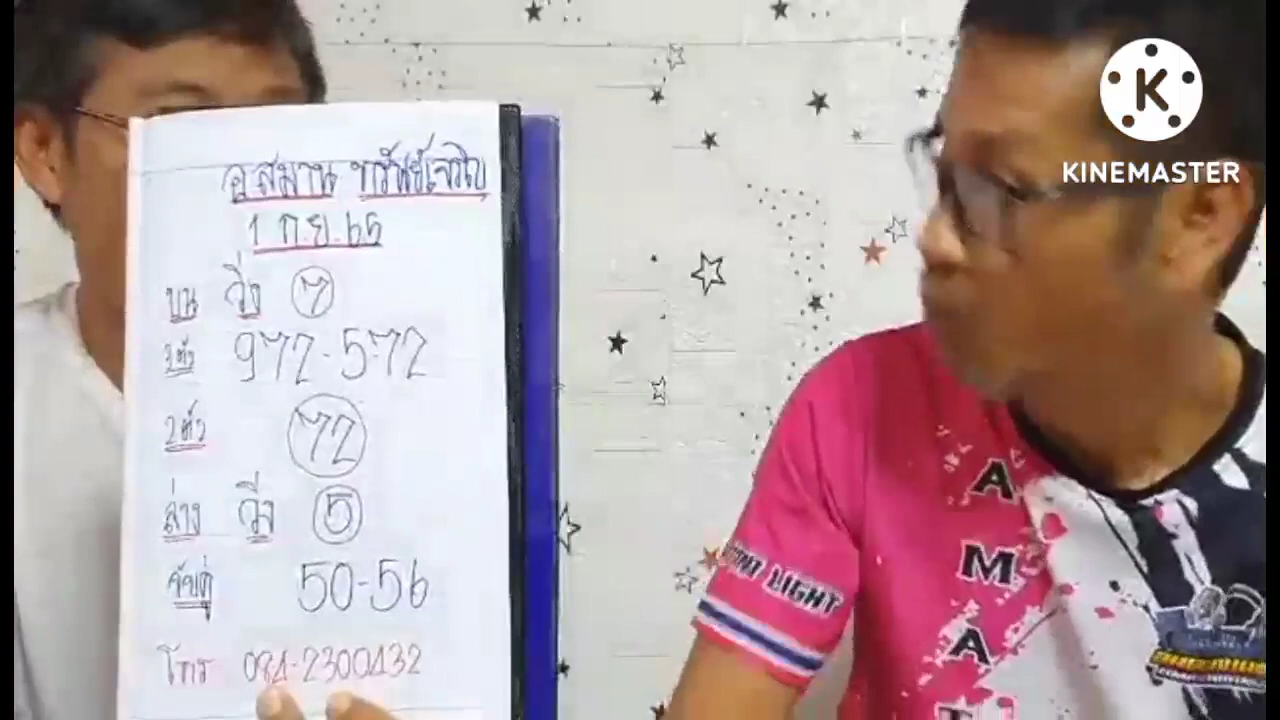 อ.สมาน ทรัพย์เจริญ
1 ก.ย.65
บน วิ่ง 7
3ตัว 972-572
2ตัว 72
ล่าง วิ่ง 5
จับคู่ 50-56
โทร 084-2300432
K
KINEMASTER
LIGHT
A
M
A
T